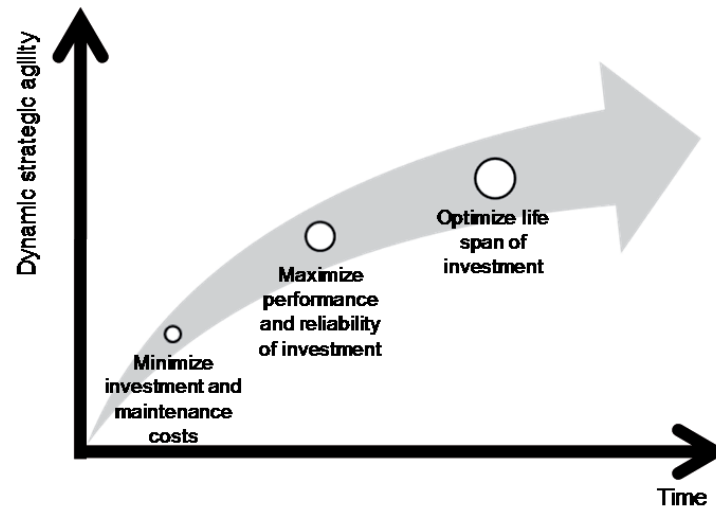 Dynamic strategic agility
Optimize life
span of
investment
Maximize
performance
and reliability
of investment
Minimize
investment and
maintenance
costs
Time